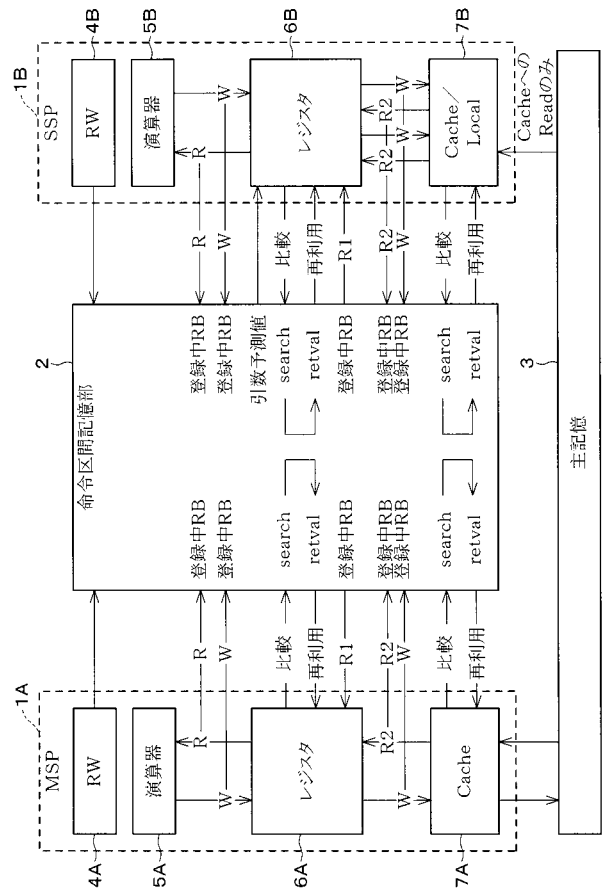 1A
MSP
4A
RW
5A
演算器
R
W
6A
レジスタ
R2
W
7A
Cache
R
W
比較
再利用
R1
R2
W
比較
再利用
2
命令区間記憶部
登録中RB
登録中RB
search
retval
登録中RB
登録中RB
登録中RB
search
retval
登録中RB
登録中RB
引数予測値
search
retval
登録中RB
登録中RB
登録中RB
search
retval
R
W
比較
再利用
R1
R2
W
比較
再利用
1B
SSP
RW
4B
演算器
5B
R
W
レジスタ
6B
R2
W
R2
W
Cache／
Local
7B
Cacheへの
Readのみ
3
主記憶